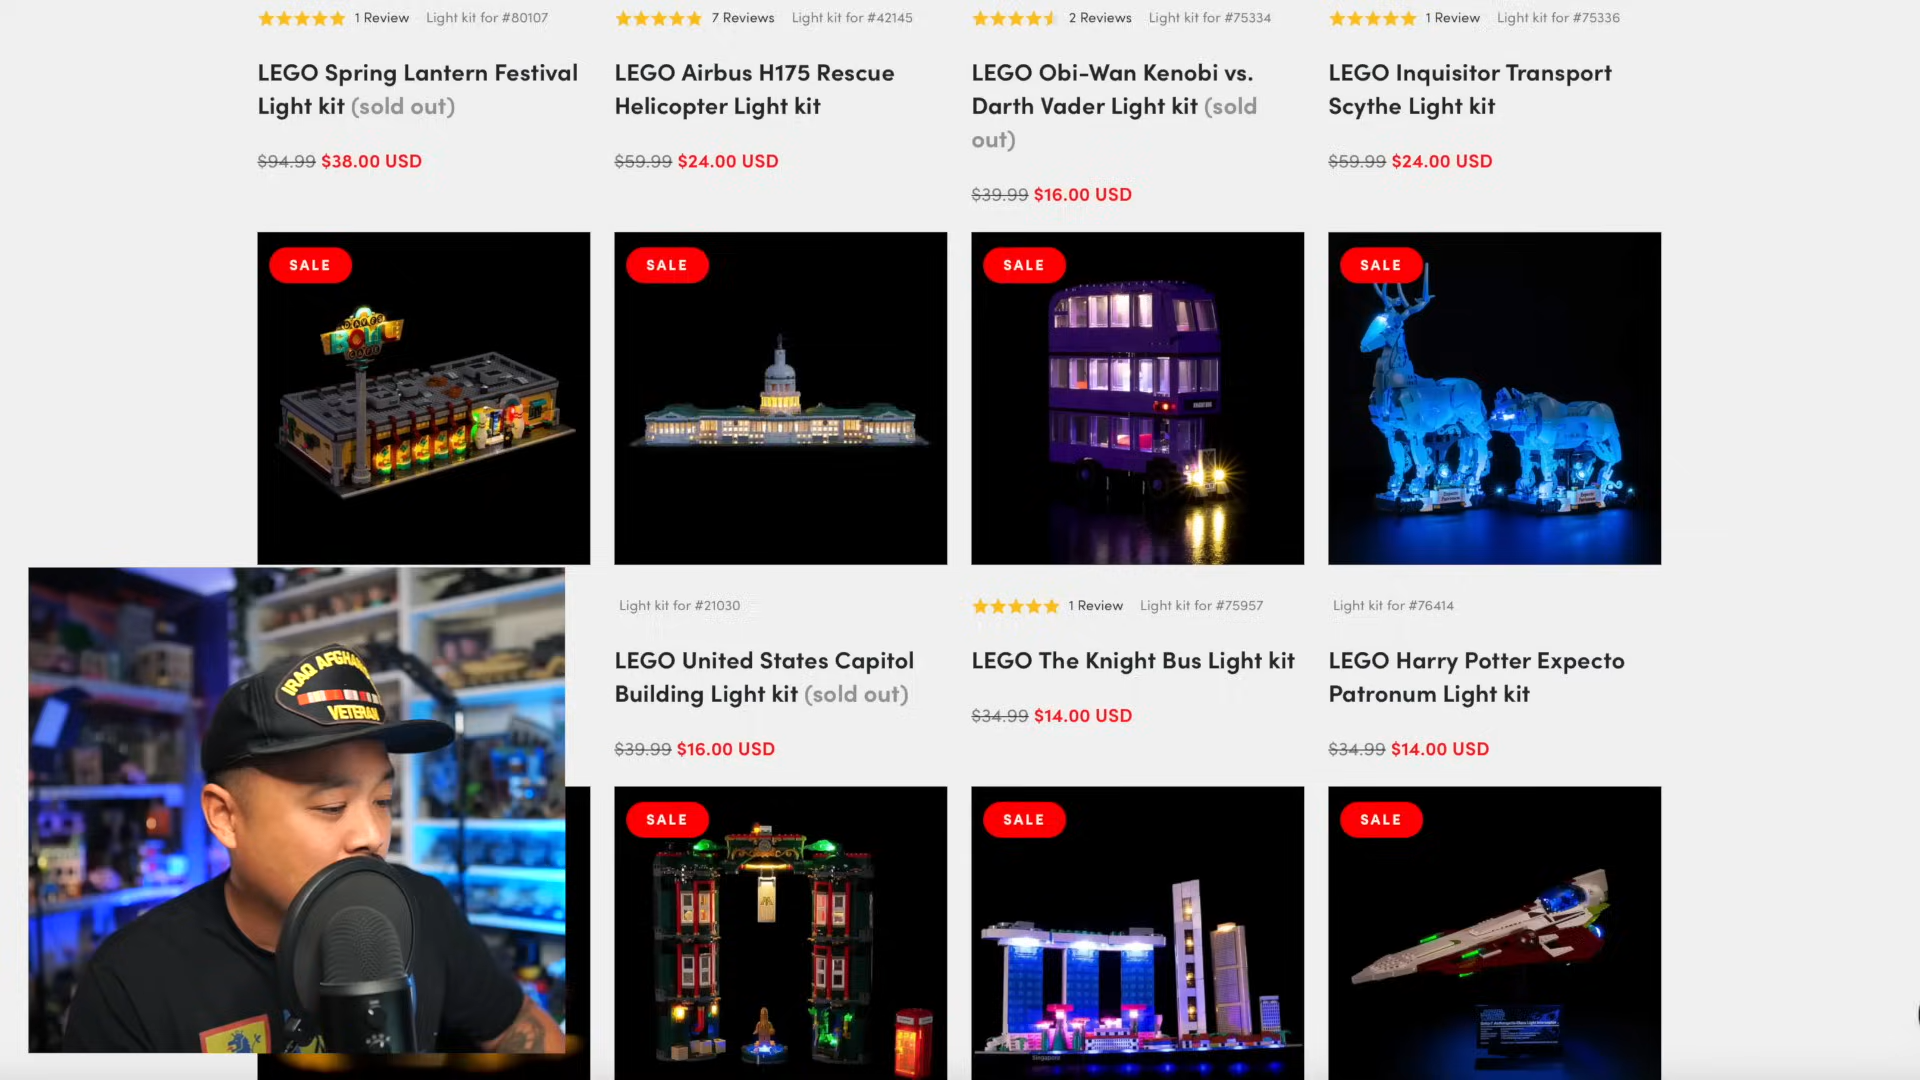 1 Review Light kit for #80107
7 Reviews Light kit for #42145
2 Reviews Light kit for #75334
1 Review Light kit for #75336
LEGO Spring Lantern Festival
Light kit (sold out)
$94.99 $38.00 USD
LEGO Airbus H175 Rescue
Helicopter Light kit
$59.99 $24.00 USD
LEGO Obi-Wan Kenobi vs.
Darth Vader Light kit (sold
out)
$39.99 $16.00 USD
LEGO Inquisitor Transport
Scythe Light kit
$59.99 $24.00 USD
SALE
SALE
SALE
SALE
BOWL
Light kit for #21030
LEGO United States Capitol
Building Light kit (sold out)
$39.99 $16.00 USD
1 Review Light kit for #75957
LEGO The Knight Bus Light kit
$34.99 $14.00 USD
Light kit for #76414
LEGO Harry Potter Expecto
Patronum Light kit
$34.99 $14.00 USD
IRAQ AFGHAN
VETERAN
SALE
SALE
SALE
Singapore